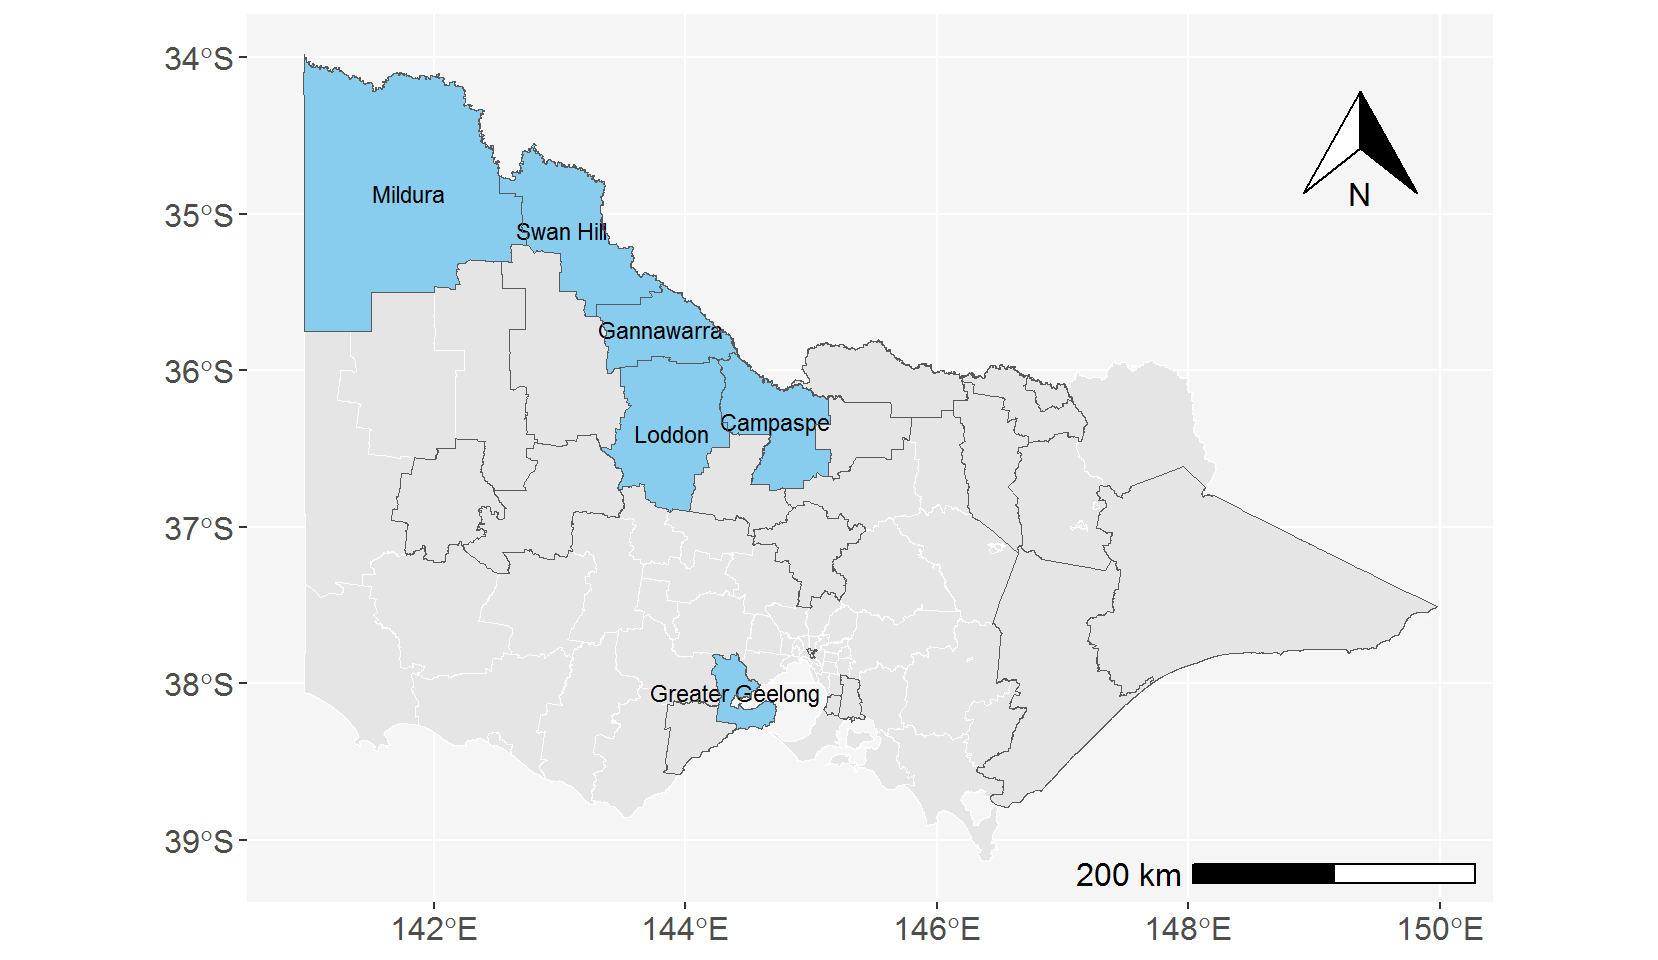 34°S
35°S
36°S
37°S
38°S
39°S
Mildura
Swan Hill
Gannawarra
Campaspe
Loddon
Greater Geelong
N
200 km
142°E
144°E
146°E
148°E
150°E